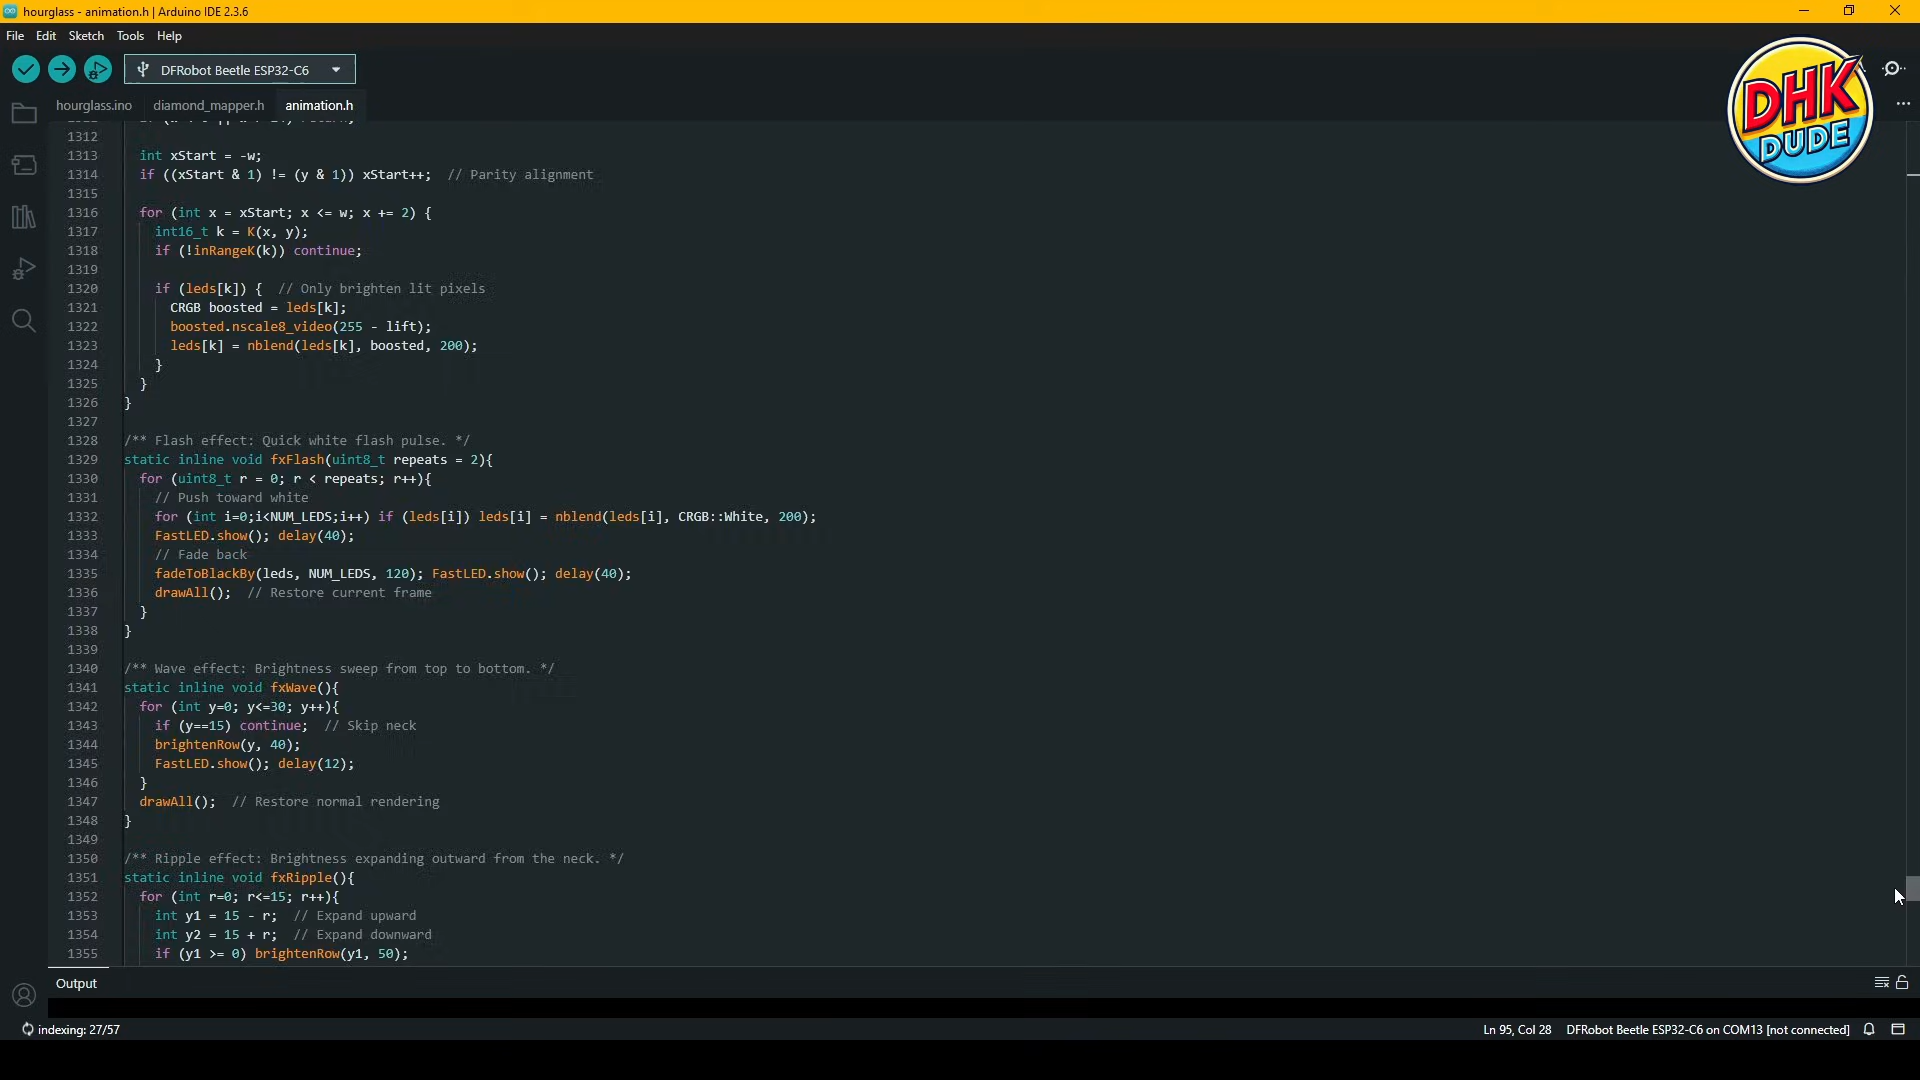 hourglass - animation.h | Arduino IDE 2.3.6
File Edit Sketch Tools Help
DFRobot Beetle ESP32-C6
DHK
DUDE
hourglass.ino diamond_mapper.h animation.h
1312
1313 int xStart = -w;
1314 if ((xStart & 1) != (y & 1)) xStart++; // Parity alignment
1315
1316 for (int x = xStart; x <= w; x += 2) {
1317 int16_t k = K(x, y);
1318 if (!inRangeK(k)) continue;
1319
1320 if (leds[k]) { // Only brighten lit pixels
1321 CRGB boosted = leds[k];
1322 boosted.nscale8_video(255 - lift);
1323 leds[k] = nblend(leds[k], boosted, 200);
1324 }
1325 }
1326 }
1327
1328 /** Flash effect: Quick white flash pulse. */
1329 static inline void fxFlash(uint8_t repeats = 2){
1330 for (uint8_t r = 0; r < repeats; r++){
1331 // Push toward white
1332 for (int i=0;i<NUM_LEDS;i++) if (leds[i]) leds[i] = nblend(leds[i], CRGB::White, 200);
1333 FastLED.show(); delay(40);
1334 // Fade back
1335 fadeToBlackBy(leds, NUM_LEDS, 120); FastLED.show(); delay(40);
1336 drawAll(); // Restore current frame
1337 }
1338 }
1339
1340 /** Wave effect: Brightness sweep from top to bottom. */
1341 static inline void fxWave(){
1342 for (int y=0; y<=30; y++){
1343 if (y==15) continue; // Skip neck
1344 brightenRow(y, 40);
1345 FastLED.show(); delay(12);
1346 }
1347 drawAll(); // Restore normal rendering
1348 }
1349
1350 /** Ripple effect: Brightness expanding outward from the neck. */
1351 static inline void fxRipple(){
1352 for (int r=0; r<=15; r++){
1353 int y1 = 15 - r; // Expand upward
1354 int y2 = 15 + r; // Expand downward
1355 if (y1 >= 0) brightenRow(y1, 50);
Output
indexing: 27/57
Ln 95, Col 28 DFRobot Beetle ESP32-C6 on COM13 [not connected]